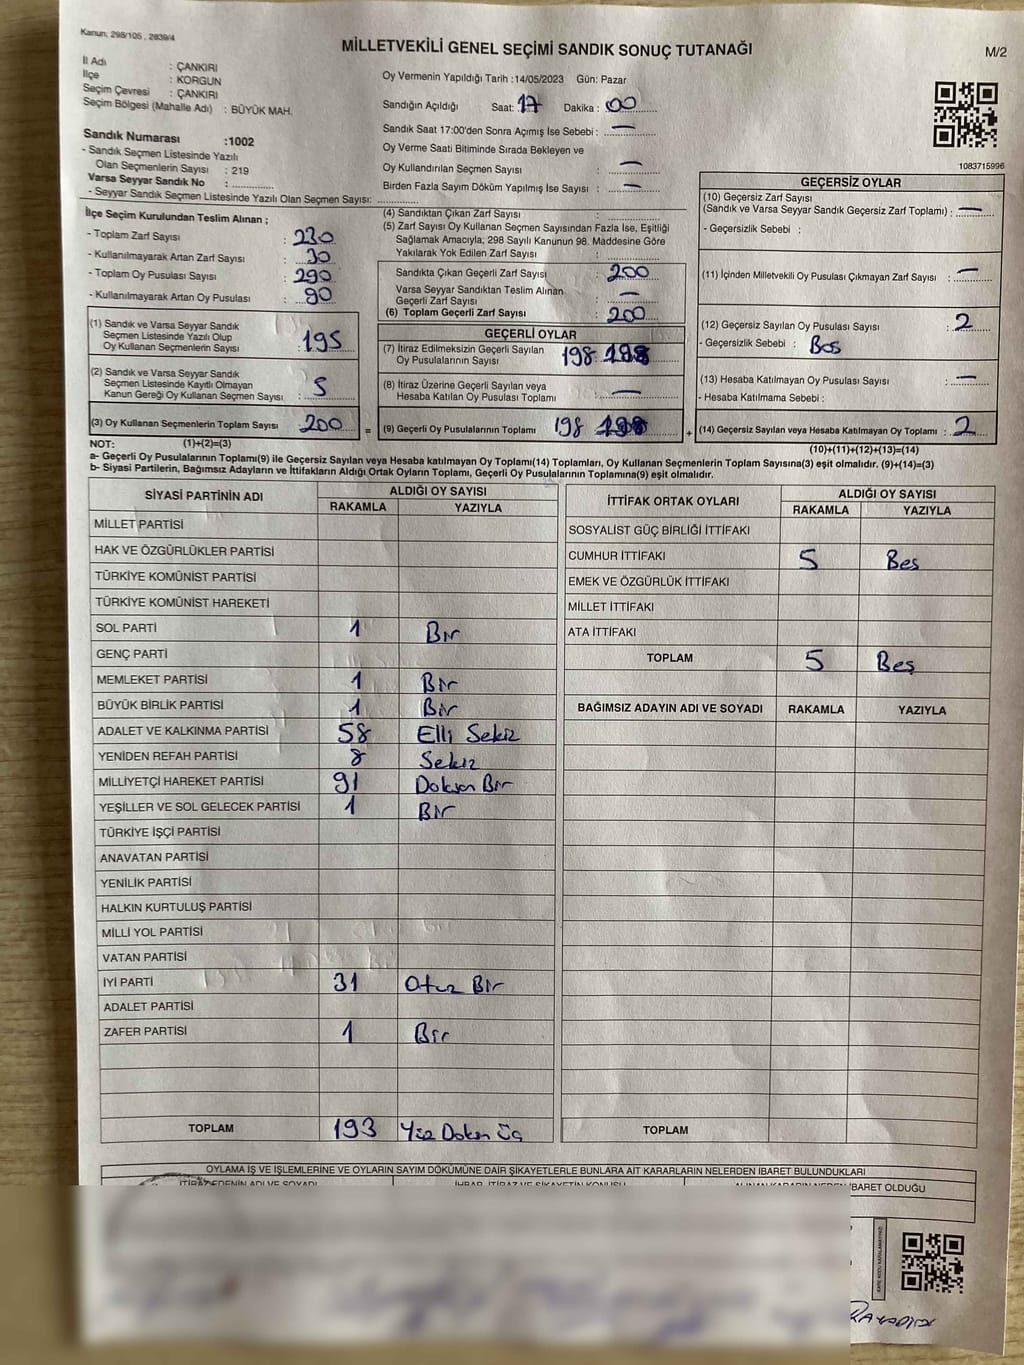 Kanun, 298/105 , 2839/4
MİLLETVEKİLİ GENEL SEÇİMİ SANDIK SONUÇ TUTANAĞI
M/2
İl Adı : ÇANKIRI
İlçe : KORGUN
Seçim Çevresi : ÇANKIRI
Seçim Bölgesi (Mahalle Adı) : BÜYÜK MAH.
Sandık Numarası :1002
- Sandık Seçmen Listesinde Yazılı
Olan Seçmenlerin Sayısı : 219
Varsa Seyyar Sandık No :
- Seyyar Sandık Seçmen Listesinde Yazılı Olan Seçmen Sayısı:
Oy Vermenin Yapıldığı Tarih :14/05/2023 Gün: Pazar
Sandığın Açıldığı Saat: 17 Dakika : 00
Sandık Saat 17:00'den Sonra Açımış İse Sebebi : —
Oy Verme Saati Bitiminde Sırada Bekleyen ve
Oy Kullandırılan Seçmen Sayısı : —
Birden Fazla Sayım Döküm Yapılmış İse Sayısı : —
1083715996
İlçe Seçim Kurulundan Teslim Alınan ;
- Toplam Zarf Sayısı : 230
- Kullanılmayarak Artan Zarf Sayısı : 30
- Toplam Oy Pusulası Sayısı : 290
- Kullanılmayarak Artan Oy Pusulası : 90
(1) Sandık ve Varsa Seyyar Sandık
Seçmen Listesinde Yazılı Olup
Oy Kullanan Seçmenlerin Sayısı : 195
(2) Sandık ve Varsa Seyyar Sandık
Seçmen Listesinde Kayıtlı Olmayan
Kanun Gereği Oy Kullanan Seçmen Sayısı : 5
(3) Oy Kullanan Seçmenlerin Toplam Sayısı : 200
(4) Sandıktan Çıkan Zarf Sayısı :
(5) Zarf Sayısı Oy Kullanan Seçmen Sayısından Fazla İse, Eşitliği
Sağlamak Amacıyla; 298 Sayılı Kanunun 98. Maddesine Göre
Yakılarak Yok Edilen Zarf Sayısı :
Sandıkta Çıkan Geçerli Zarf Sayısı : 200
Varsa Seyyar Sandıktan Teslim Alınan
Geçerli Zarf Sayısı : —
(6) Toplam Geçerli Zarf Sayısı : 200
GEÇERLİ OYLAR
(7) İtiraz Edilmeksizin Geçerli Sayılan
Oy Pusulalarının Sayısı : 198
(8) İtiraz Üzerine Geçerli Sayılan veya
Hesaba Katılan Oy Pusulaları Toplamı : —
= (9) Geçerli Oy Pusulalarının Toplamı : 198
GEÇERSİZ OYLAR
(10) Geçersiz Zarf Sayısı
(Sandık ve Varsa Seyyar Sandık Geçersiz Zarf Toplamı) : —
- Geçersizlik Sebebi :
(11) İçinden Milletvekili Oy Pusulası Çıkmayan Zarf Sayısı : —
(12) Geçersiz Sayılan Oy Pusulası Sayısı : 2
- Geçersizlik Sebebi : Bos
(13) Hesaba Katılmayan Oy Pusulası Sayısı : —
- Hesaba Katılmama Sebebi :
+ (14) Geçersiz Sayılan veya Hesaba Katılmayan Oy Toplamı : 2
NOT: (1)+(2)=(3)
(10)+(11)+(12)+(13)=(14)
a- Geçerli Oy Pusulalarının Toplamı(9) ile Geçersiz Sayılan veya Hesaba katılmayan Oy Toplamı(14) Toplamları, Oy Kullanan Seçmenlerin Toplam Sayısına(3) eşit olmalıdır. (9)+(14)=(3)
b- Siyasi Partilerin, Bağımsız Adayların ve İttifakların Aldığı Ortak Oyların Toplamı, Geçerli Oy Pusulalarının Toplamına(9) eşit olmalıdır.
SİYASİ PARTİNİN ADI
ALDIĞI OY SAYISI
RAKAMLA YAZIYLA
MİLLET PARTİSİ
HAK VE ÖZGÜRLÜKLER PARTİSİ
TÜRKİYE KOMÜNİST PARTİSİ
TÜRKİYE KOMÜNİST HAREKETİ
SOL PARTİ 1 Bir
GENÇ PARTİ
MEMLEKET PARTİSİ 1 Bir
BÜYÜK BİRLİK PARTİSİ 1 Bir
ADALET VE KALKINMA PARTİSİ 58 Elli Sekiz
YENİDEN REFAH PARTİSİ 8 Sekiz
MİLLİYETÇİ HAREKET PARTİSİ 91 Doksan Bir
YEŞİLLER VE SOL GELECEK PARTİSİ 1 Bir
TÜRKİYE İŞÇİ PARTİSİ
ANAVATAN PARTİSİ
YENİLİK PARTİSİ
HALKIN KURTULUŞ PARTİSİ
MİLLİ YOL PARTİSİ
VATAN PARTİSİ
İYİ PARTİ 31 Otuz Bir
ADALET PARTİSİ
ZAFER PARTİSİ 1 Bir
TOPLAM 193 Yüz Doksan Üç
İTTİFAK ORTAK OYLARI
ALDIĞI OY SAYISI
RAKAMLA YAZIYLA
SOSYALİST GÜÇ BİRLİĞİ İTTİFAKI
CUMHUR İTTİFAKI 5 Bes
EMEK VE ÖZGÜRLÜK İTTİFAKI
MİLLET İTTİFAKI
ATA İTTİFAKI
TOPLAM 5 Beş
BAĞIMSIZ ADAYIN ADI VE SOYADI RAKAMLA YAZIYLA
TOPLAM
OYLAMA İŞ VE İŞLEMLERİNE VE OYLARIN SAYIM DÖKÜMÜNE DAİR ŞİKAYETLERLE BUNLARA AİT KARARLARIN NELERDEN İBARET BULUNDUKLARI
İTİRAZ EDENİN ADI VE SOYADI İHBAR, İTİRAZ VE ŞİKAYETİN KONUSU İBARET OLDUĞU